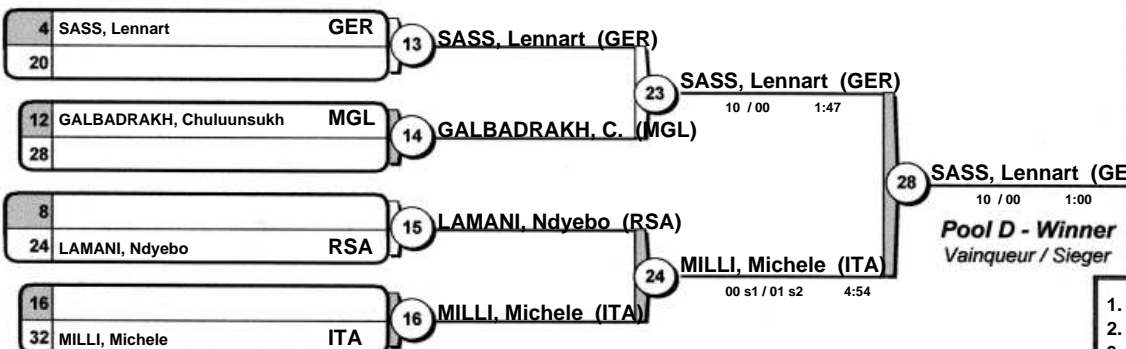 4 SASS, Lennart GER
20
13 SASS, Lennart (GER)
12 GALBADRAKH, Chuluunsukh MGL
28
14 GALBADRAKH, C. (MGL)
23 SASS, Lennart (GER)
10 / 00 1:47
8
24 LAMANI, Ndyebo RSA
15 LAMANI, Ndyebo (RSA)
16
32 MILLI, Michele ITA
16 MILLI, Michele (ITA)
24 MILLI, Michele (ITA)
00 s1 / 01 s2 4:54
28 SASS, Lennart (GE
10 / 00 1:00
Pool D - Winner
Vainqueur / Sieger
1.
2.